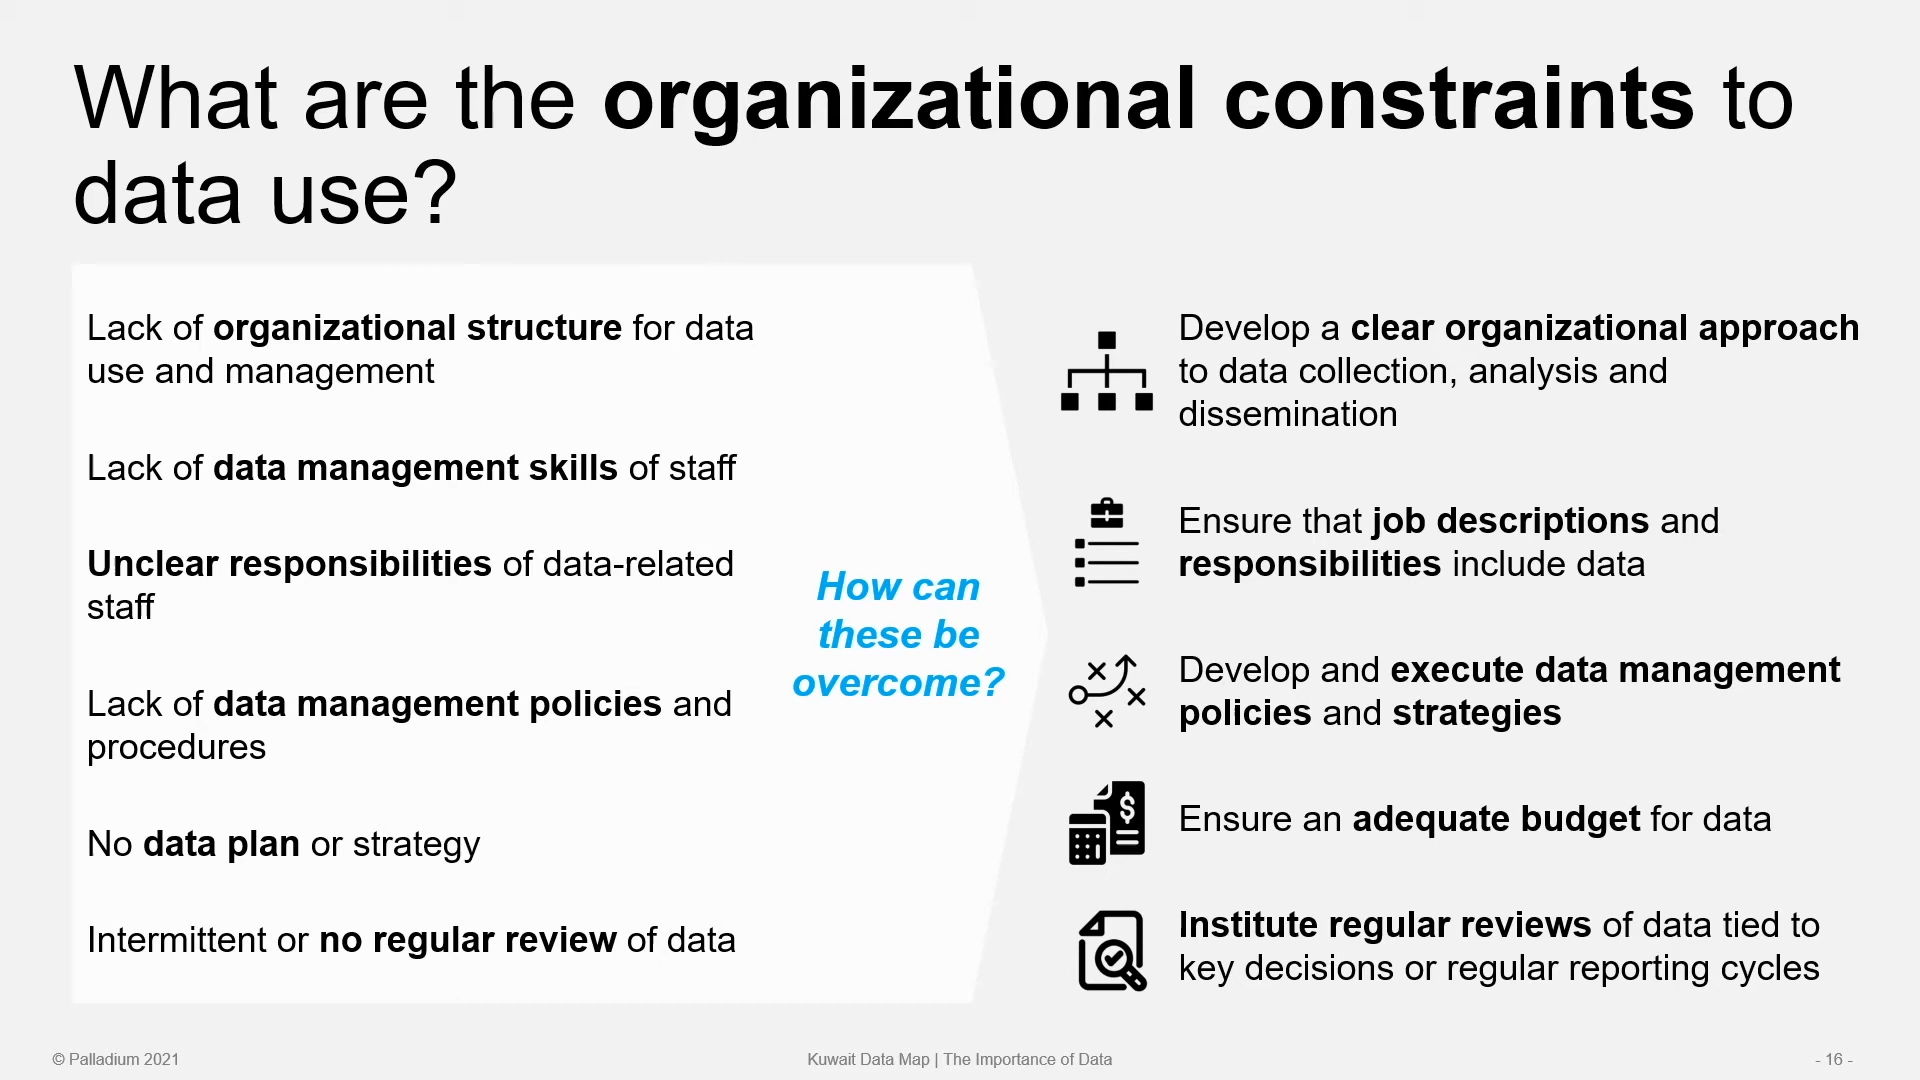 What are the organizational constraints to
data use?
Lack of organizational structure for data
use and management
Lack of data management skills of staff
Unclear responsibilities of data-related
staff
Lack of data management policies and
procedures
No data plan or strategy
Intermittent or no regular review of data
How can
these be
overcome?
Develop a clear organizational approach
to data collection, analysis and
dissemination
Ensure that job descriptions and
responsibilities include data
Develop and execute data management
policies and strategies
$
Ensure an adequate budget for data
Institute regular reviews of data tied to
key decisions or regular reporting cycles
© Palladium 2021
Kuwait Data Map | The Importance of Data
- 16 -